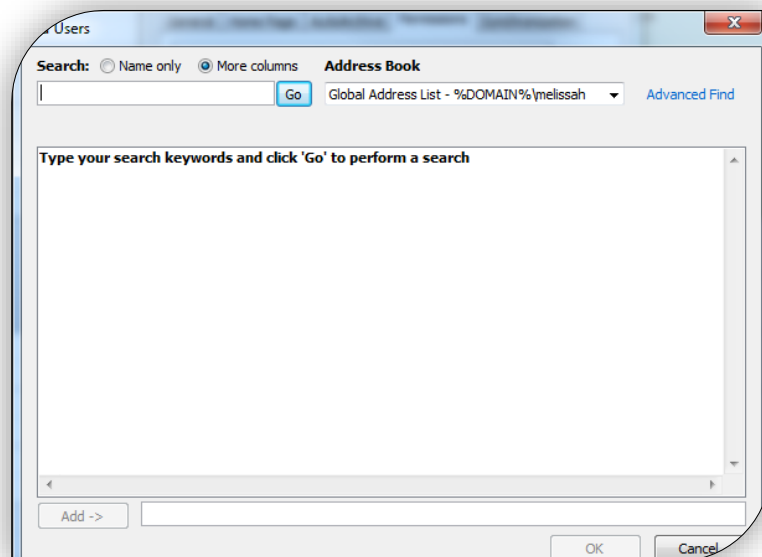 Users
Search: Name only More columns Address Book
Go Global Address List - %DOMAIN%\melissah Advanced Find
Type your search keywords and click 'Go' to perform a search
Add ->
OK Cancel